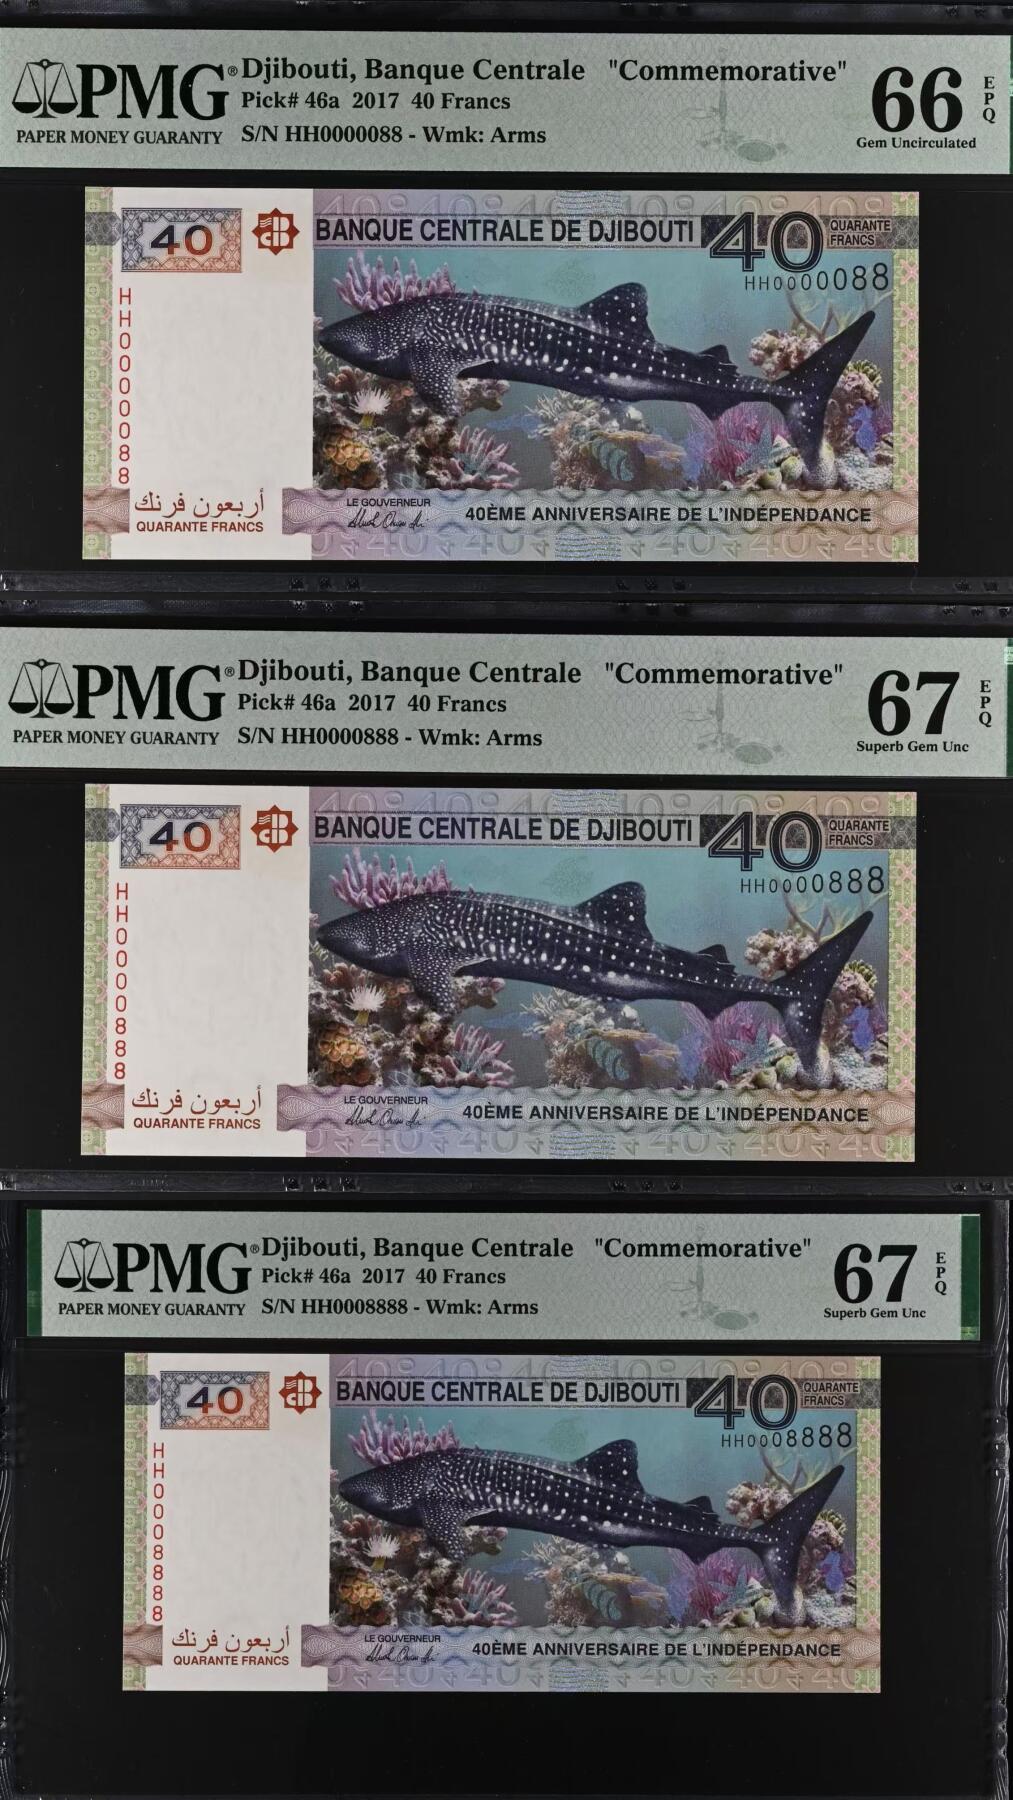 PMG®
PAPER MONEY GUARANTY
Djibouti, Banque Centrale "Commemorative"
Pick# 46a 2017 40 Francs
S/N HH0000088 - Wmk: Arms
66
EPQ
Gem Uncirculated
40
BANQUE CENTRALE DE DJIBOUTI
40
QUARANTE
FRANCS
HH0000088
HH0000088
أربعون فرنك
QUARANTE FRANCS
LE GOUVERNEUR
40ÈME ANNIVERSAIRE DE L'INDÉPENDANCE
PMG®
PAPER MONEY GUARANTY
Djibouti, Banque Centrale "Commemorative"
Pick# 46a 2017 40 Francs
S/N HH0000888 - Wmk: Arms
67
EPQ
Superb Gem Unc
40
BANQUE CENTRALE DE DJIBOUTI
40
QUARANTE
FRANCS
HH0000888
HH0000888
أربعون فرنك
QUARANTE FRANCS
LE GOUVERNEUR
40ÈME ANNIVERSAIRE DE L'INDÉPENDANCE
PMG®
PAPER MONEY GUARANTY
Djibouti, Banque Centrale "Commemorative"
Pick# 46a 2017 40 Francs
S/N HH0008888 - Wmk: Arms
67
EPQ
Superb Gem Unc
40
BANQUE CENTRALE DE DJIBOUTI
40
QUARANTE
FRANCS
HH0008888
HH0008888
أربعون فرنك
QUARANTE FRANCS
LE GOUVERNEUR
40ÈME ANNIVERSAIRE DE L'INDÉPENDANCE